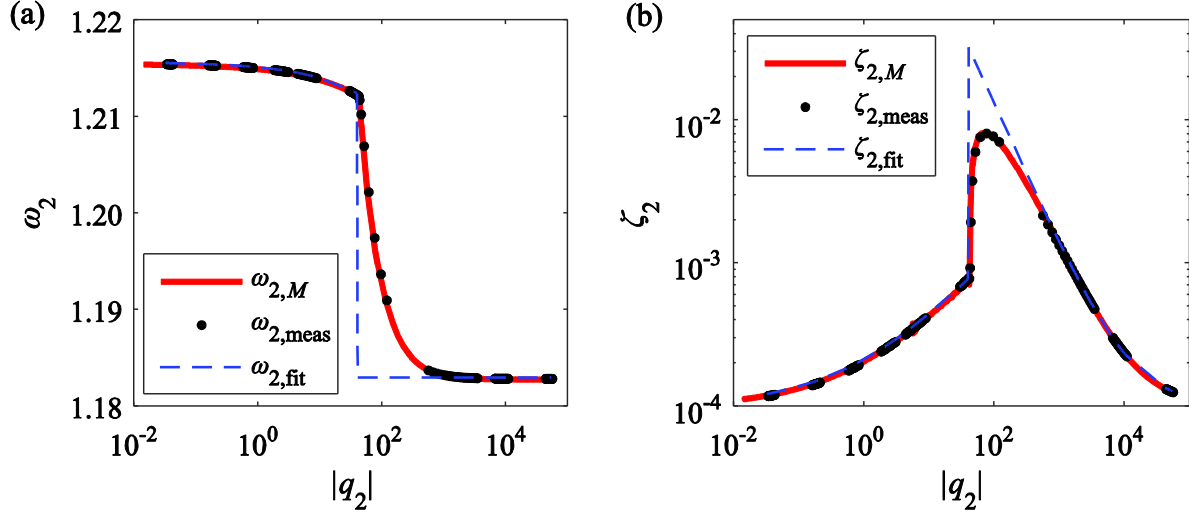 (a)
1.22
1.21
1.20
1.19
1.18
ω₂
ω₂,M
ω₂,meas
ω₂,fit
10⁻² 10⁰ 10² 10⁴
|q₂|
(b)
10⁻²
10⁻³
10⁻⁴
ζ₂
ζ₂,M
ζ₂,meas
ζ₂,fit
10⁻² 10⁰ 10² 10⁴
|q₂|